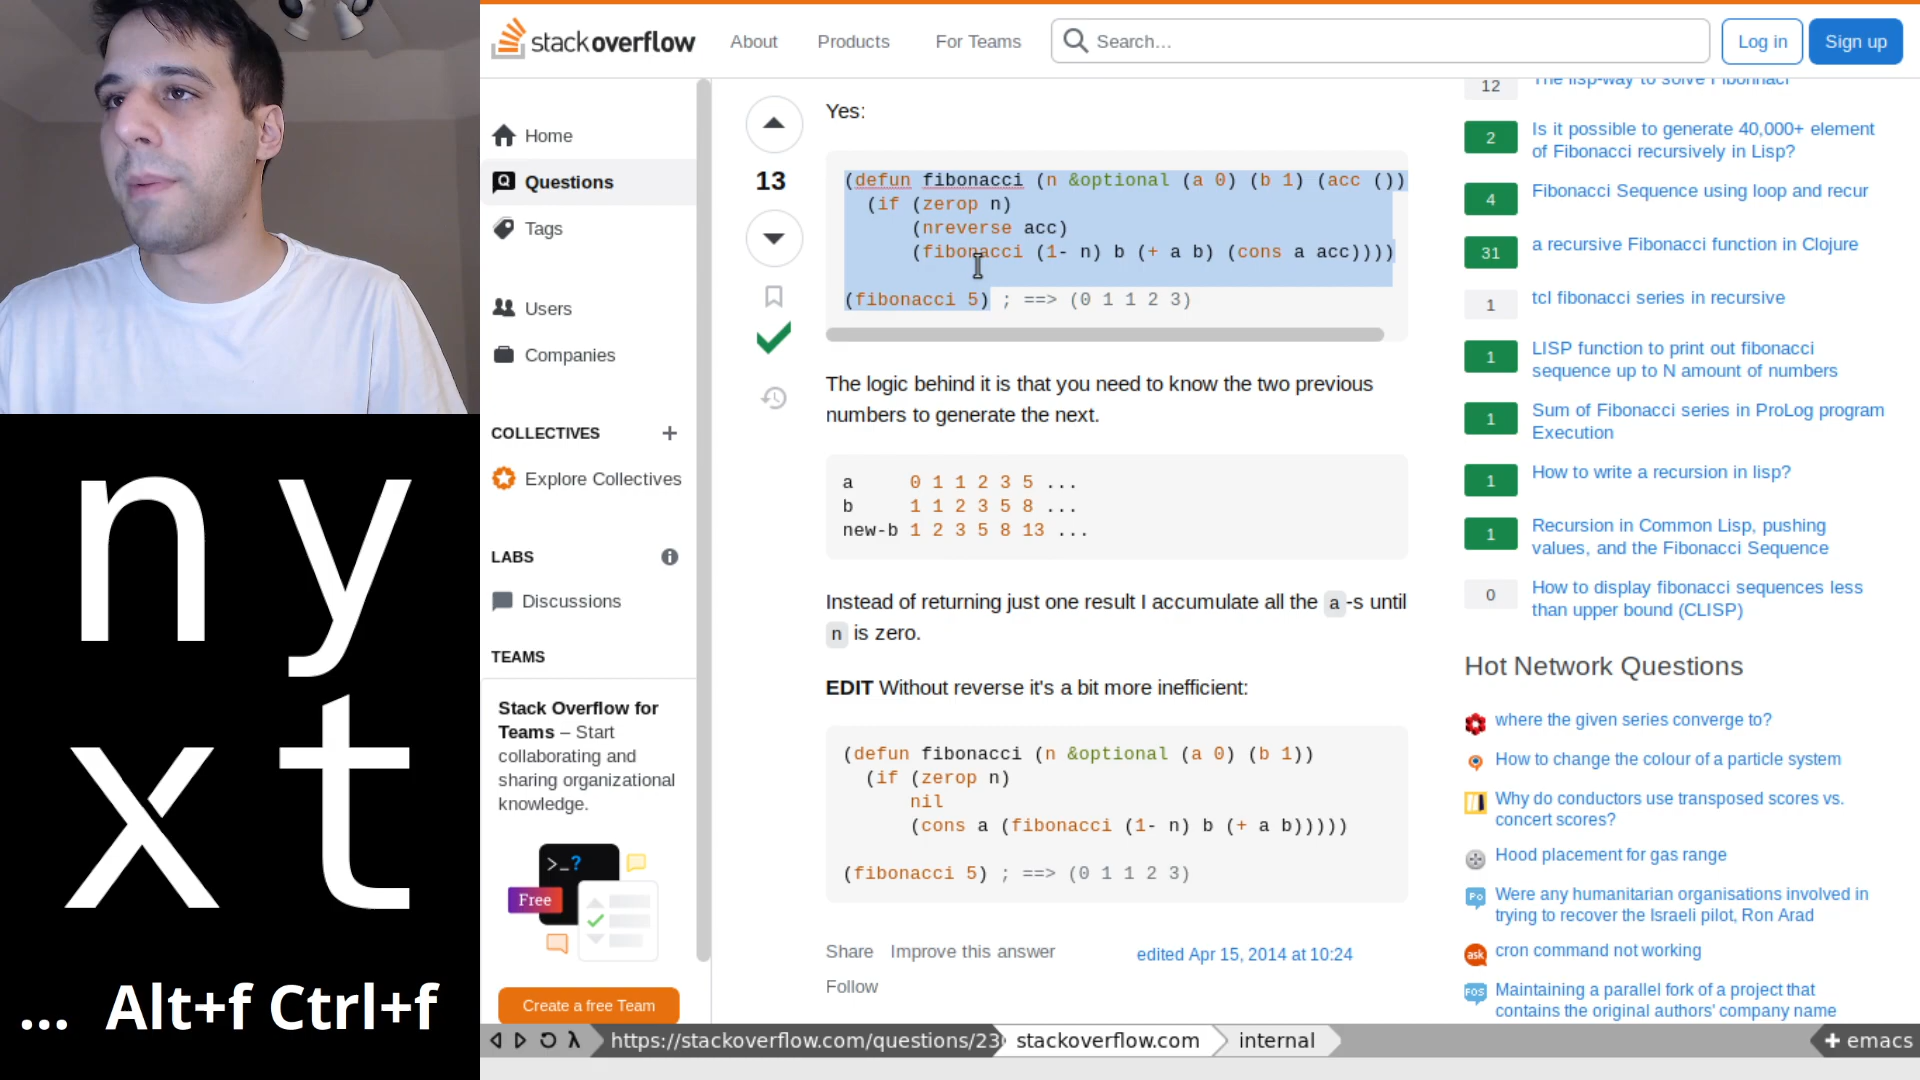 stackoverflow
About
Products
For Teams
Search…
Log in
Sign up
Home
Questions
Tags
Users
Companies
COLLECTIVES
Explore Collectives
LABS
Discussions
TEAMS
Stack Overflow for
Teams – Start
collaborating and
sharing organizational
knowledge.
>_?
Free
Create a free Team
13
Yes:
(defun fibonacci (n &optional (a 0) (b 1) (acc ())
(if (zerop n)
(nreverse acc)
(fibonacci (1- n) b (+ a b) (cons a acc))))
(fibonacci 5) ; ==> (0 1 1 2 3)
The logic behind it is that you need to know the two previous
numbers to generate the next.
a 0 1 1 2 3 5 ...
b 1 1 2 3 5 8 ...
new-b 1 2 3 5 8 13 ...
Instead of returning just one result I accumulate all the a -s until
n is zero.
EDIT Without reverse it's a bit more inefficient:
(defun fibonacci (n &optional (a 0) (b 1))
(if (zerop n)
nil
(cons a (fibonacci (1- n) b (+ a b)))))
(fibonacci 5) ; ==> (0 1 1 2 3)
Share Improve this answer
Follow
edited Apr 15, 2014 at 10:24
12 The lisp-way to solve Fibonnaci
2 Is it possible to generate 40,000+ element
of Fibonacci recursively in Lisp?
4 Fibonacci Sequence using loop and recur
31 a recursive Fibonacci function in Clojure
1 tcl fibonacci series in recursive
1 LISP function to print out fibonacci
sequence up to N amount of numbers
1 Sum of Fibonacci series in ProLog program
Execution
1 How to write a recursion in lisp?
1 Recursion in Common Lisp, pushing
values, and the Fibonacci Sequence
0 How to display fibonacci sequences less
than upper bound (CLISP)
Hot Network Questions
where the given series converge to?
How to change the colour of a particle system
Why do conductors use transposed scores vs.
concert scores?
Hood placement for gas range
Po Were any humanitarian organisations involved in
trying to recover the Israeli pilot, Ron Arad
ask cron command not working
FOS Maintaining a parallel fork of a project that
contains the original authors' company name
n y
x t
... Alt+f Ctrl+f
λ https://stackoverflow.com/questions/23 stackoverflow.com internal
✚ emacs